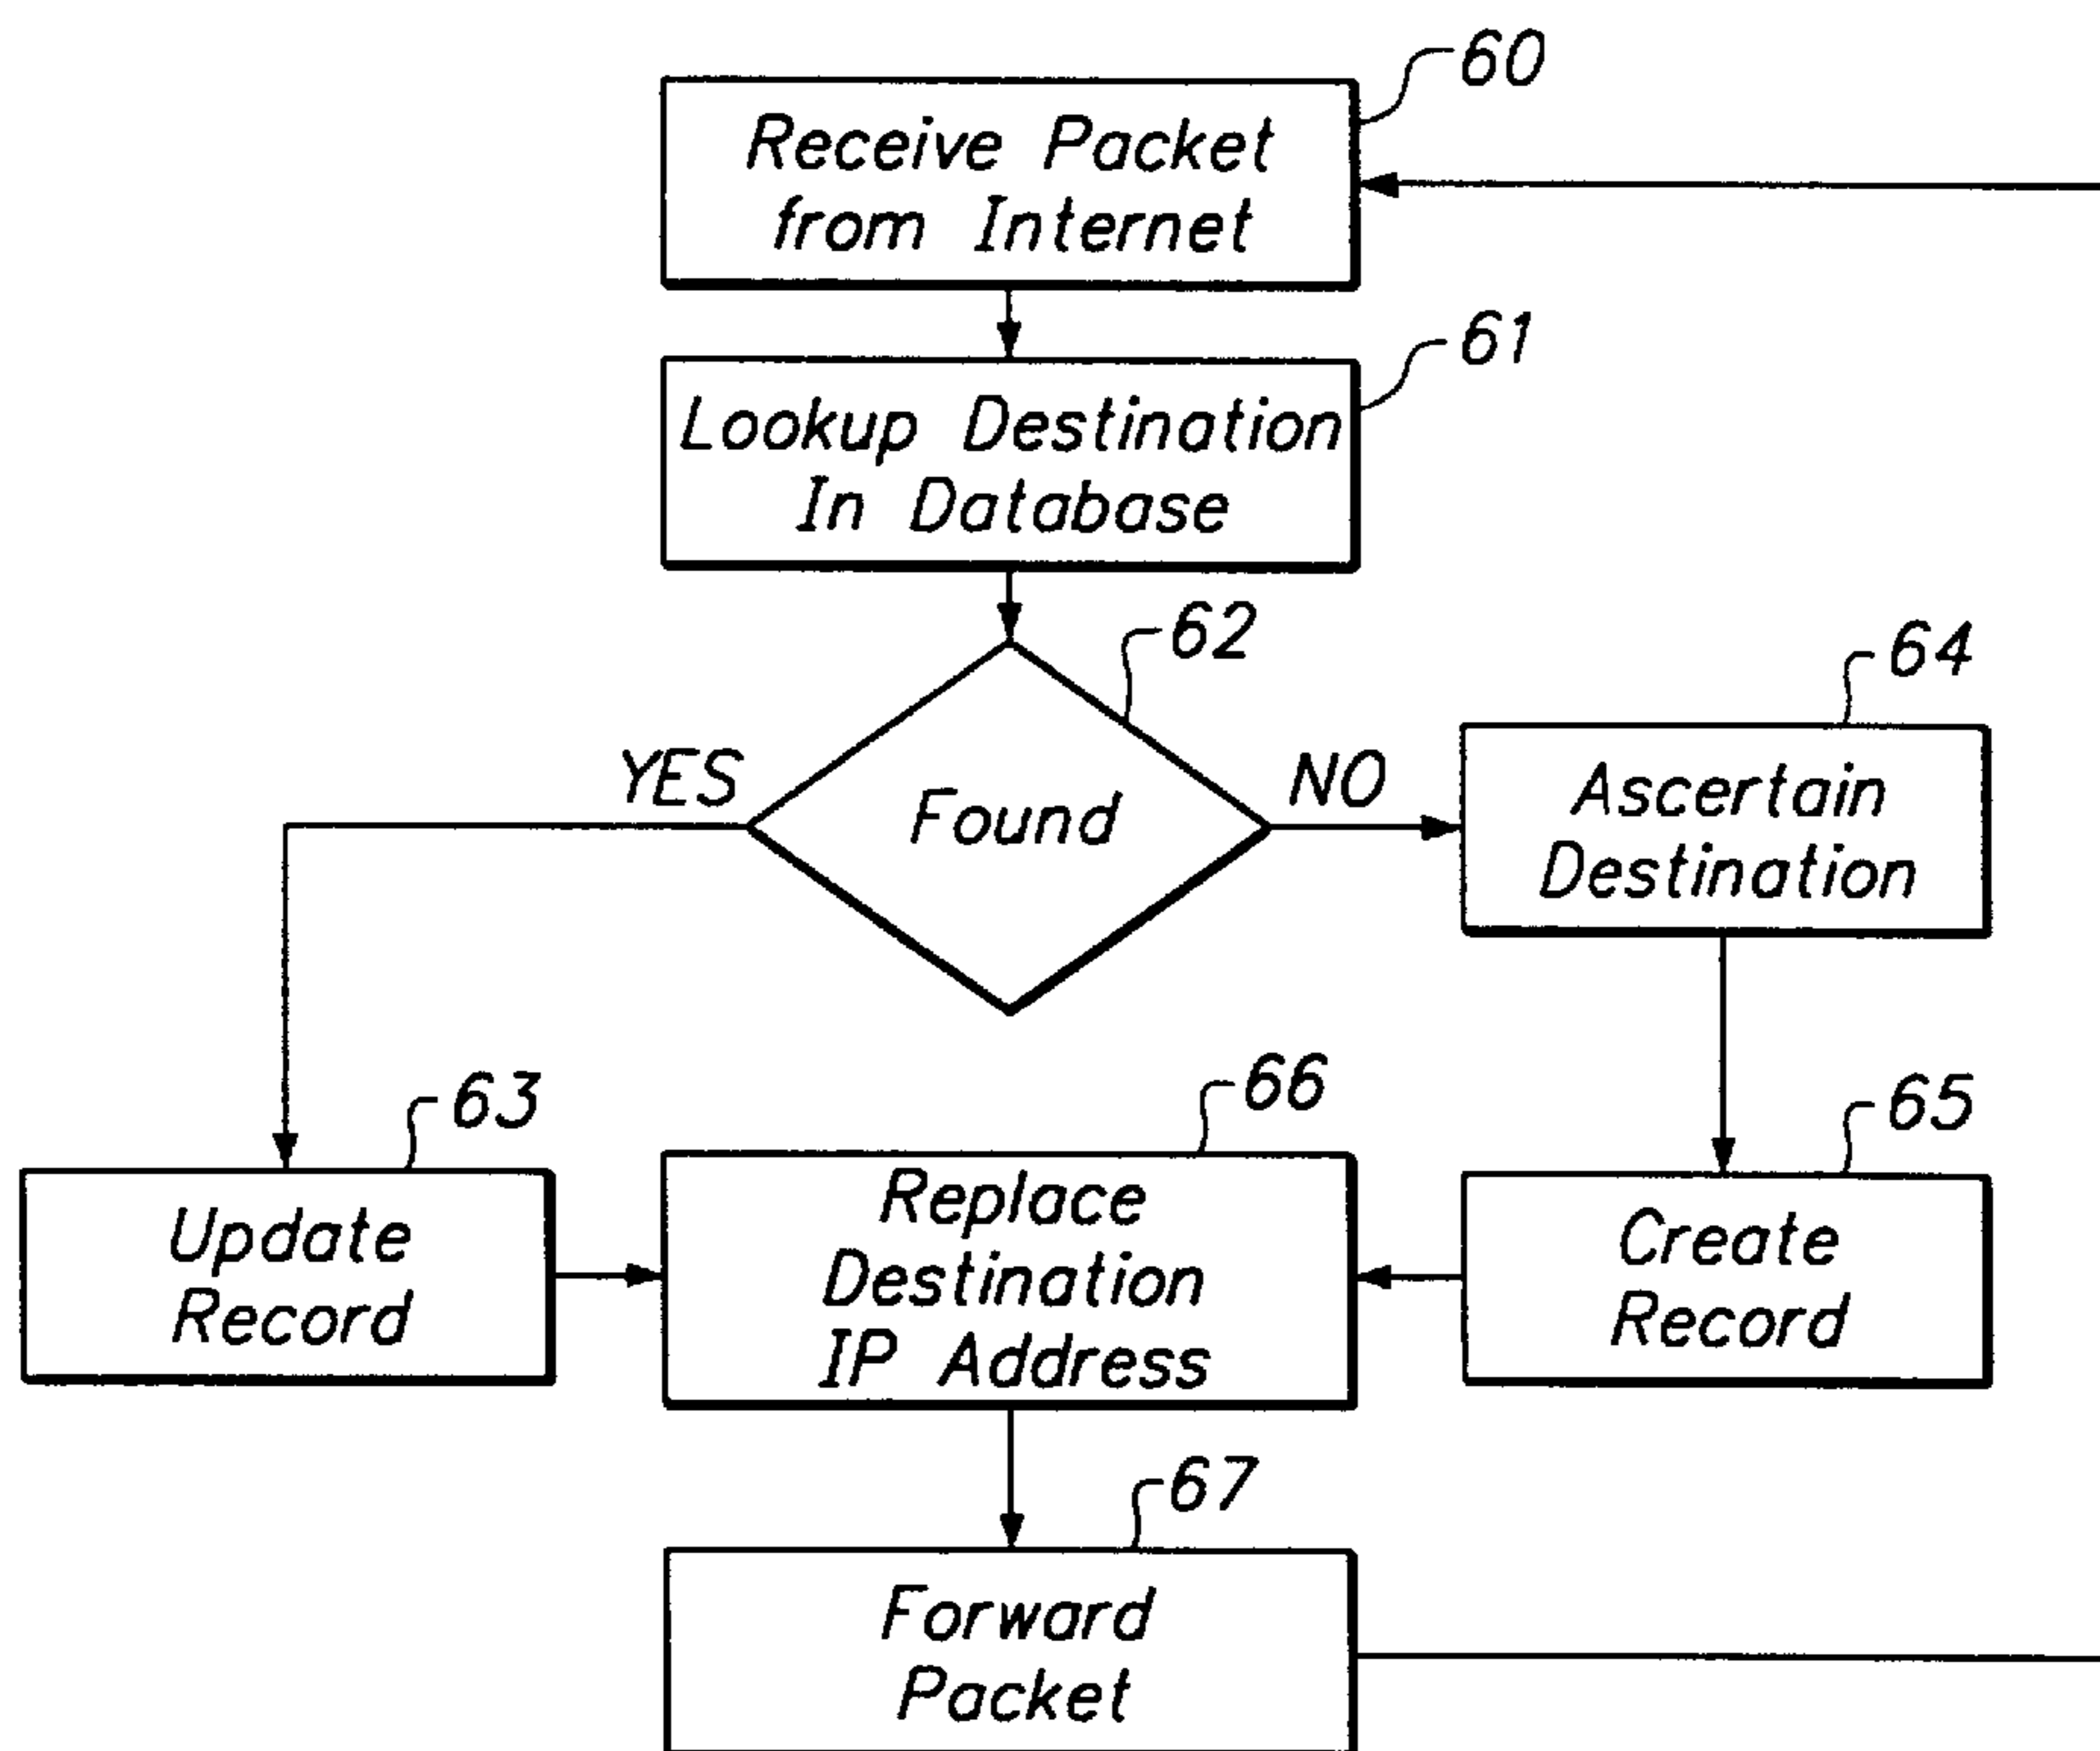 60
Receive Packet
from Internet
61
Lookup Destination
In Database
62
64
YES
Found
NO
Ascertain
Destination
63
66
65
Update
Record
Replace
Destination
IP Address
Create
Record
67
Forward
Packet